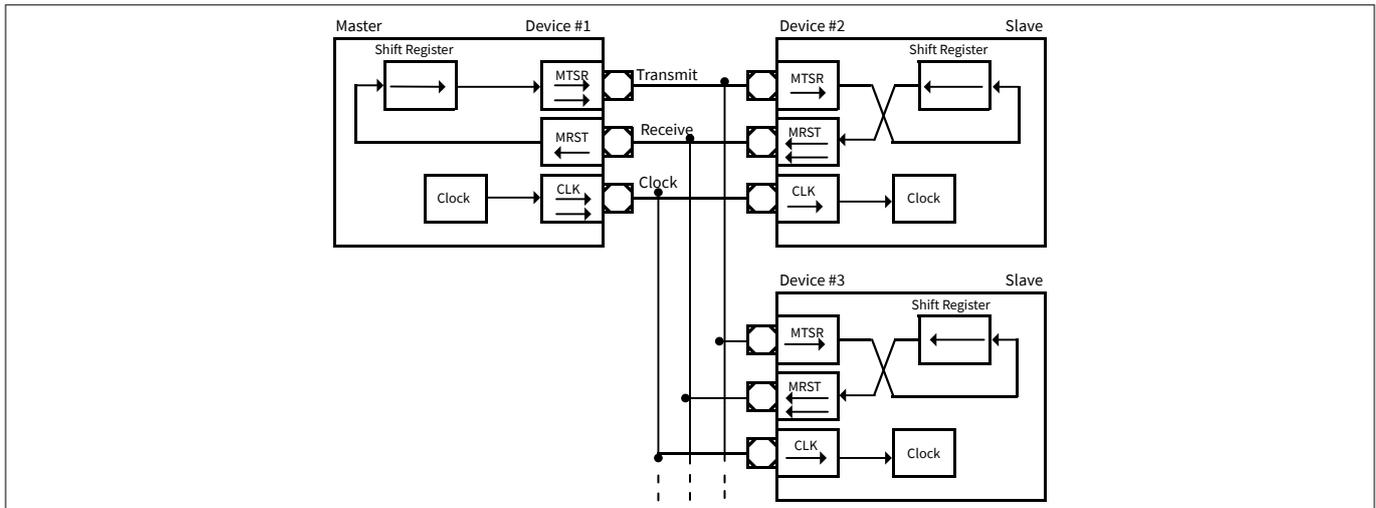 Master Device #1
Device #2 Slave
Shift Register
Shift Register
MTSR
Transmit
MTSR
MRST
Receive
MRST
Clock
CLK
Clock
CLK
Clock
Device #3 Slave
Shift Register
MTSR
MRST
CLK
Clock